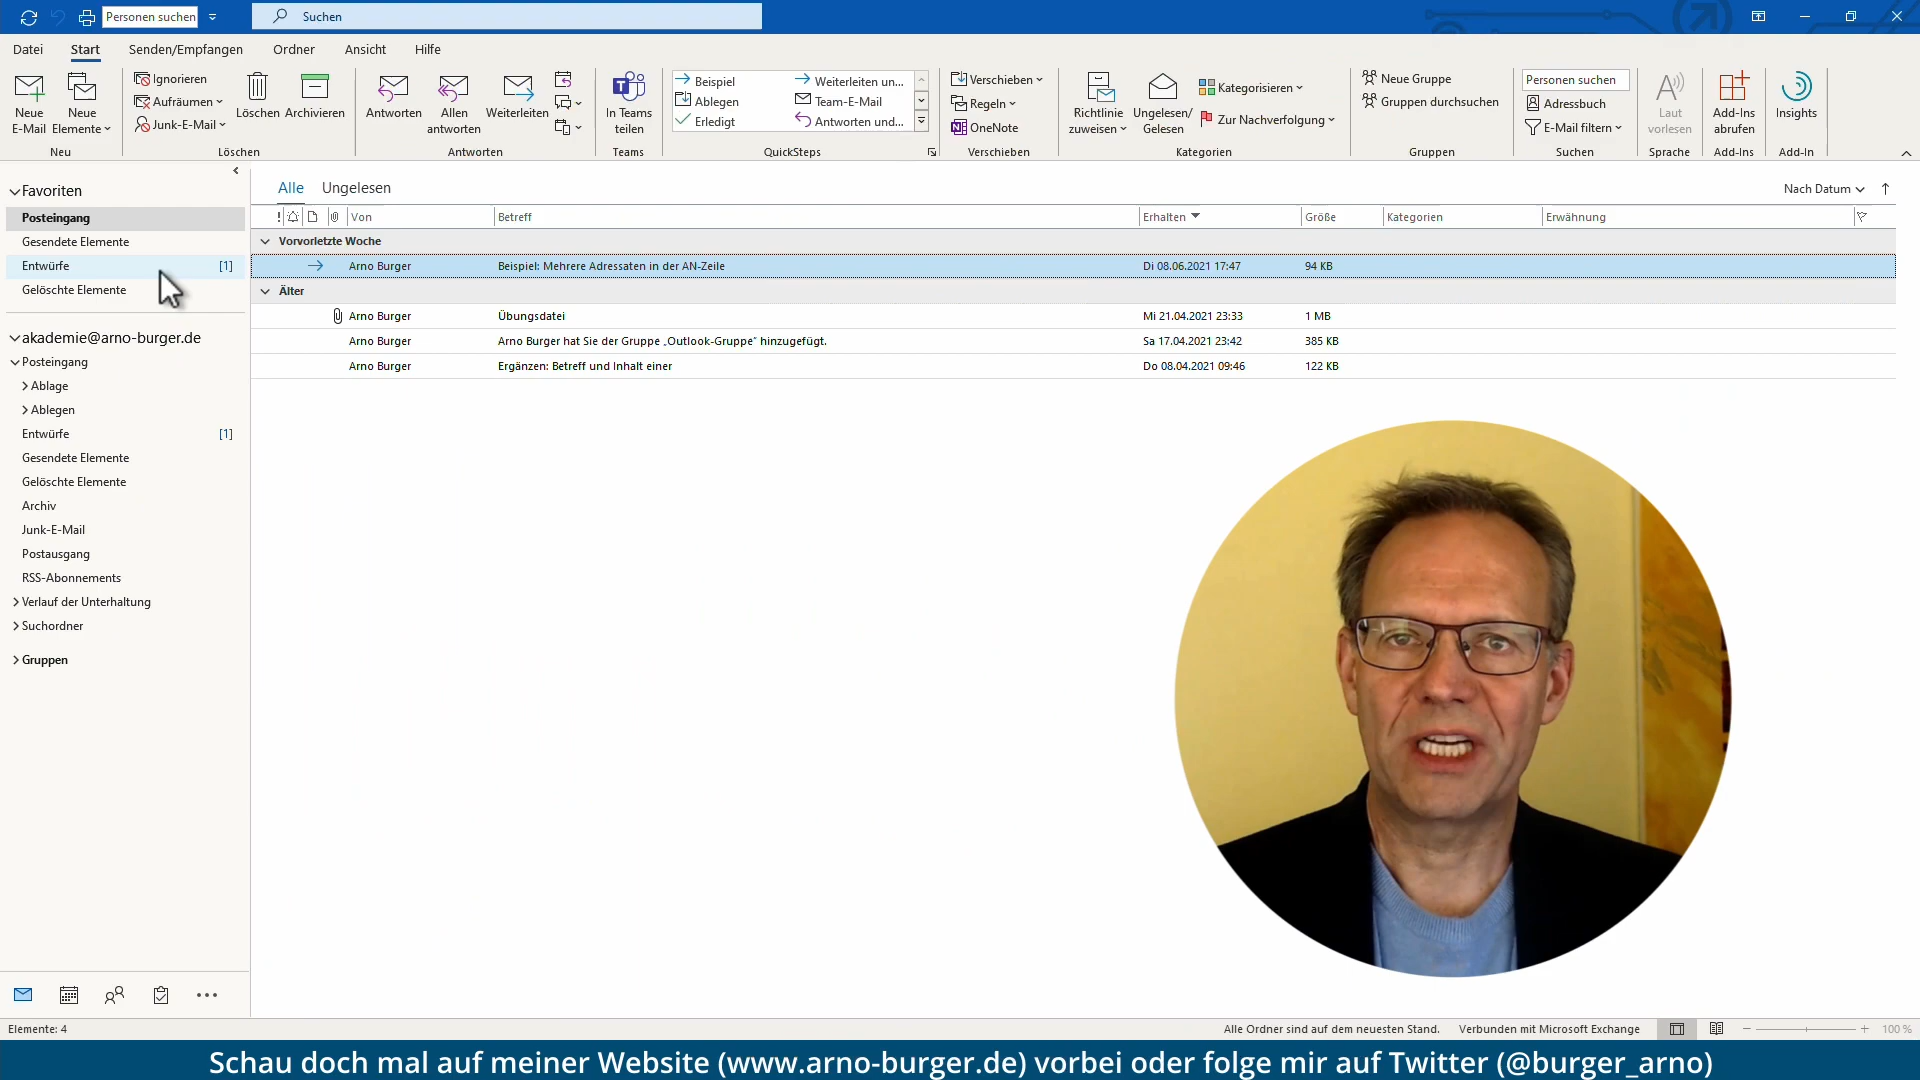 Personen suchen
Suchen
Datei Start Senden/Empfangen Ordner Ansicht Hilfe
Neue E-Mail
Neue Elemente
Neu
Ignorieren
Aufräumen
Junk-E-Mail
Löschen
Archivieren
Löschen
Antworten
Allen antworten
Weiterleiten
Antworten
In Teams teilen
Teams
Beispiel
Ablegen
Erledigt
Weiterleiten un...
Team-E-Mail
Antworten und...
QuickSteps
Verschieben
Regeln
OneNote
Verschieben
Richtlinie zuweisen
Ungelesen/ Gelesen
Kategorisieren
Zur Nachverfolgung
Kategorien
Neue Gruppe
Gruppen durchsuchen
Gruppen
Personen suchen
Adressbuch
E-Mail filtern
Suchen
Laut vorlesen
Sprache
Add-Ins abrufen
Add-Ins
Insights
Add-In
Favoriten
Posteingang
Gesendete Elemente
Entwürfe [1]
Gelöschte Elemente
akademie@arno-burger.de
Posteingang
Ablage
Ablegen
Entwürfe [1]
Gesendete Elemente
Gelöschte Elemente
Archiv
Junk-E-Mail
Postausgang
RSS-Abonnements
Verlauf der Unterhaltung
Suchordner
Gruppen
Alle Ungelesen Nach Datum
! Von Betreff Erhalten Größe Kategorien Erwähnung
Vorvorletzte Woche
Arno Burger Beispiel: Mehrere Adressaten in der AN-Zeile Di 08.06.2021 17:47 94 KB
Älter
Arno Burger Übungsdatei Mi 21.04.2021 23:33 1 MB
Arno Burger Arno Burger hat Sie der Gruppe „Outlook-Gruppe“ hinzugefügt. Sa 17.04.2021 23:42 385 KB
Arno Burger Ergänzen: Betreff und Inhalt einer Do 08.04.2021 09:46 122 KB
Elemente: 4 Alle Ordner sind auf dem neuesten Stand. Verbunden mit Microsoft Exchange 100 %
Schau doch mal auf meiner Website (www.arno-burger.de) vorbei oder folge mir auf Twitter (@burger_arno)